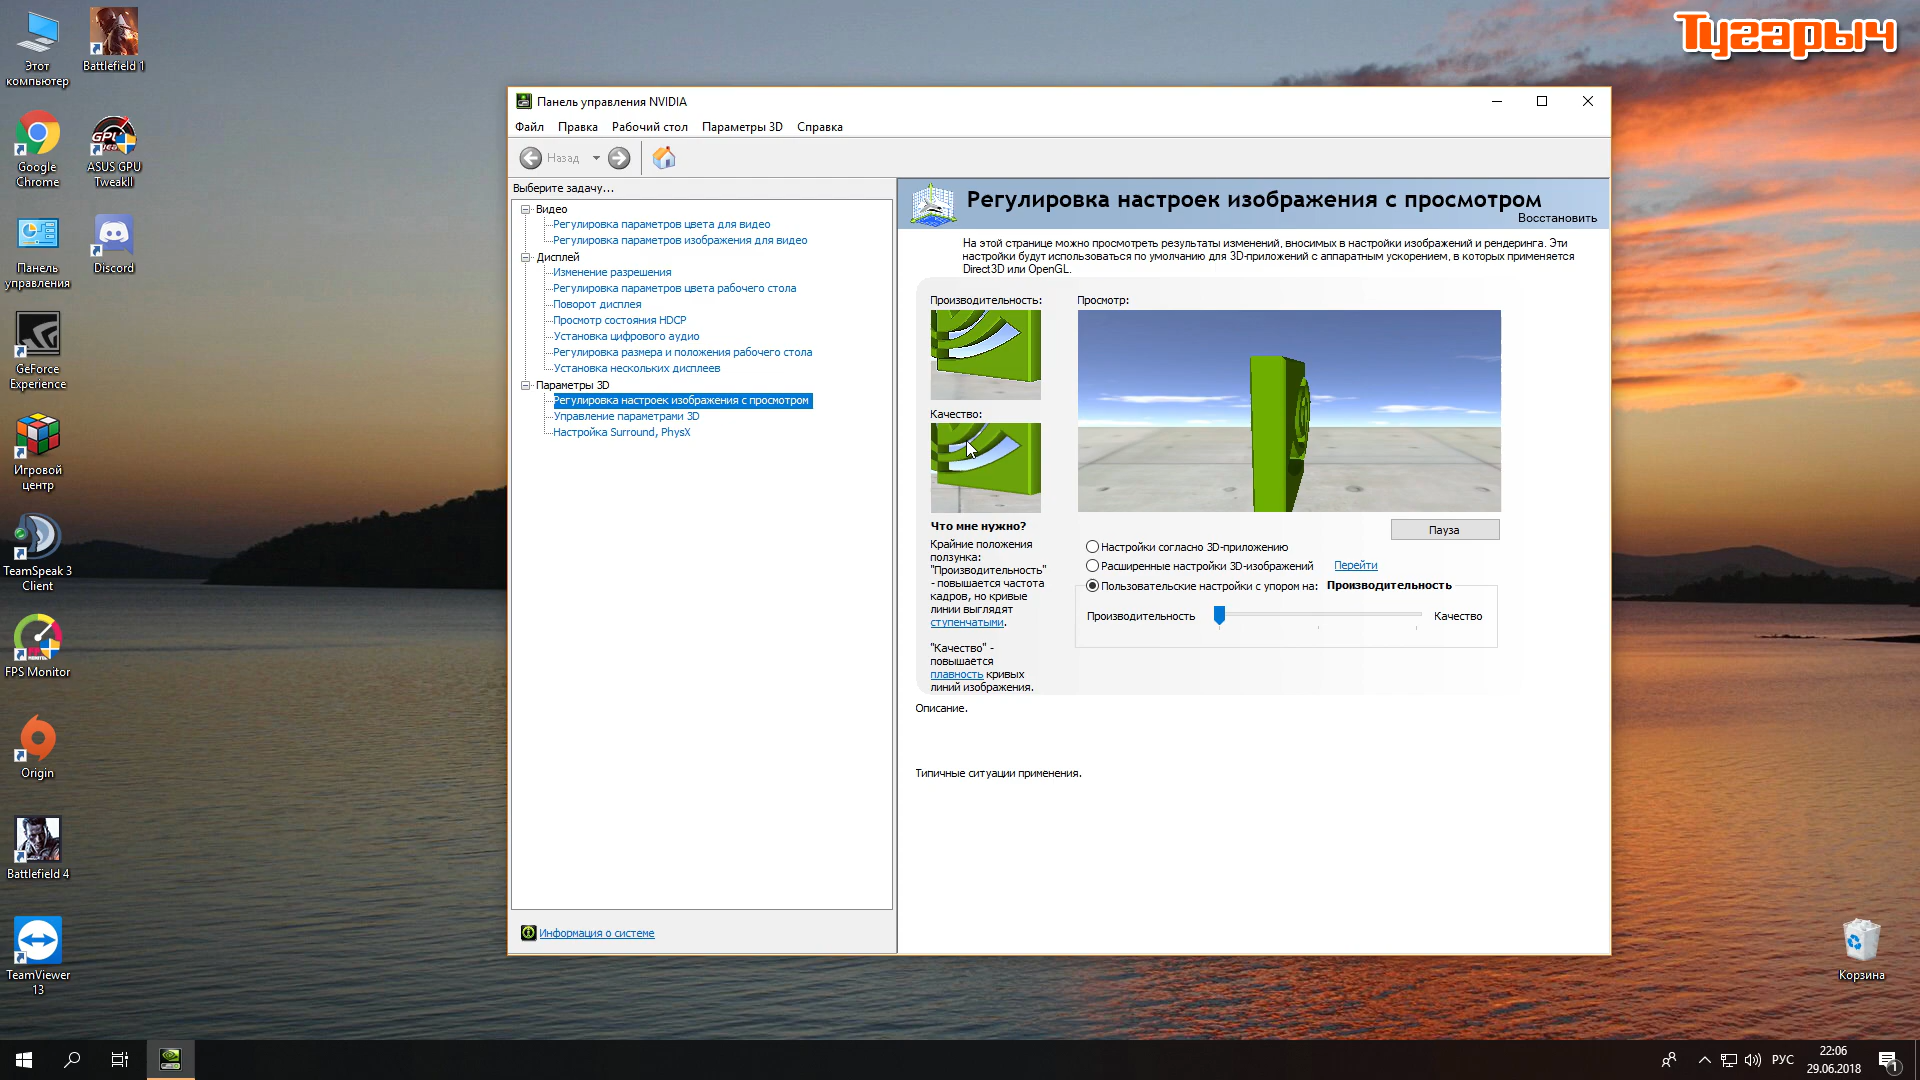 Тугарыч
Этот
компьютер
Battlefield 1
Google
Chrome
ASUS GPU
TweakII
Панель
управления
Discord
GeForce
Experience
Игровой
центр
TeamSpeak 3
Client
FPS Monitor
Origin
Battlefield 4
TeamViewer
13
Корзина
Панель управления NVIDIA
Файл Правка Рабочий стол Параметры 3D Справка
Назад
Выберите задачу...
Видео
Регулировка параметров цвета для видео
Регулировка параметров изображения для видео
Дисплей
Изменение разрешения
Регулировка параметров цвета рабочего стола
Поворот дисплея
Просмотр состояния HDCP
Установка цифрового аудио
Регулировка размера и положения рабочего стола
Установка нескольких дисплеев
Параметры 3D
Регулировка настроек изображения с просмотром
Управление параметрами 3D
Настройка Surround, PhysX
Информация о системе
Регулировка настроек изображения с просмотром
Восстановить
На этой странице можно просмотреть результаты изменений, вносимых в настройки изображений и рендеринга. Эти
настройки будут использоваться по умолчанию для 3D-приложений с аппаратным ускорением, в которых применяется
Direct3D или OpenGL.
Производительность:
Просмотр:
Качество:
Что мне нужно?
Крайние положения
ползунка:
"Производительность"
- повышается частота
кадров, но кривые
линии выглядят
ступенчатыми.
"Качество" -
повышается
плавность кривых
линий изображения.
Пауза
Настройки согласно 3D-приложению
Расширенные настройки 3D-изображений Перейти
Пользовательские настройки с упором на: Производительность
Производительность Качество
Описание.
Типичные ситуации применения.
РУС
22:06
29.06.2018
1